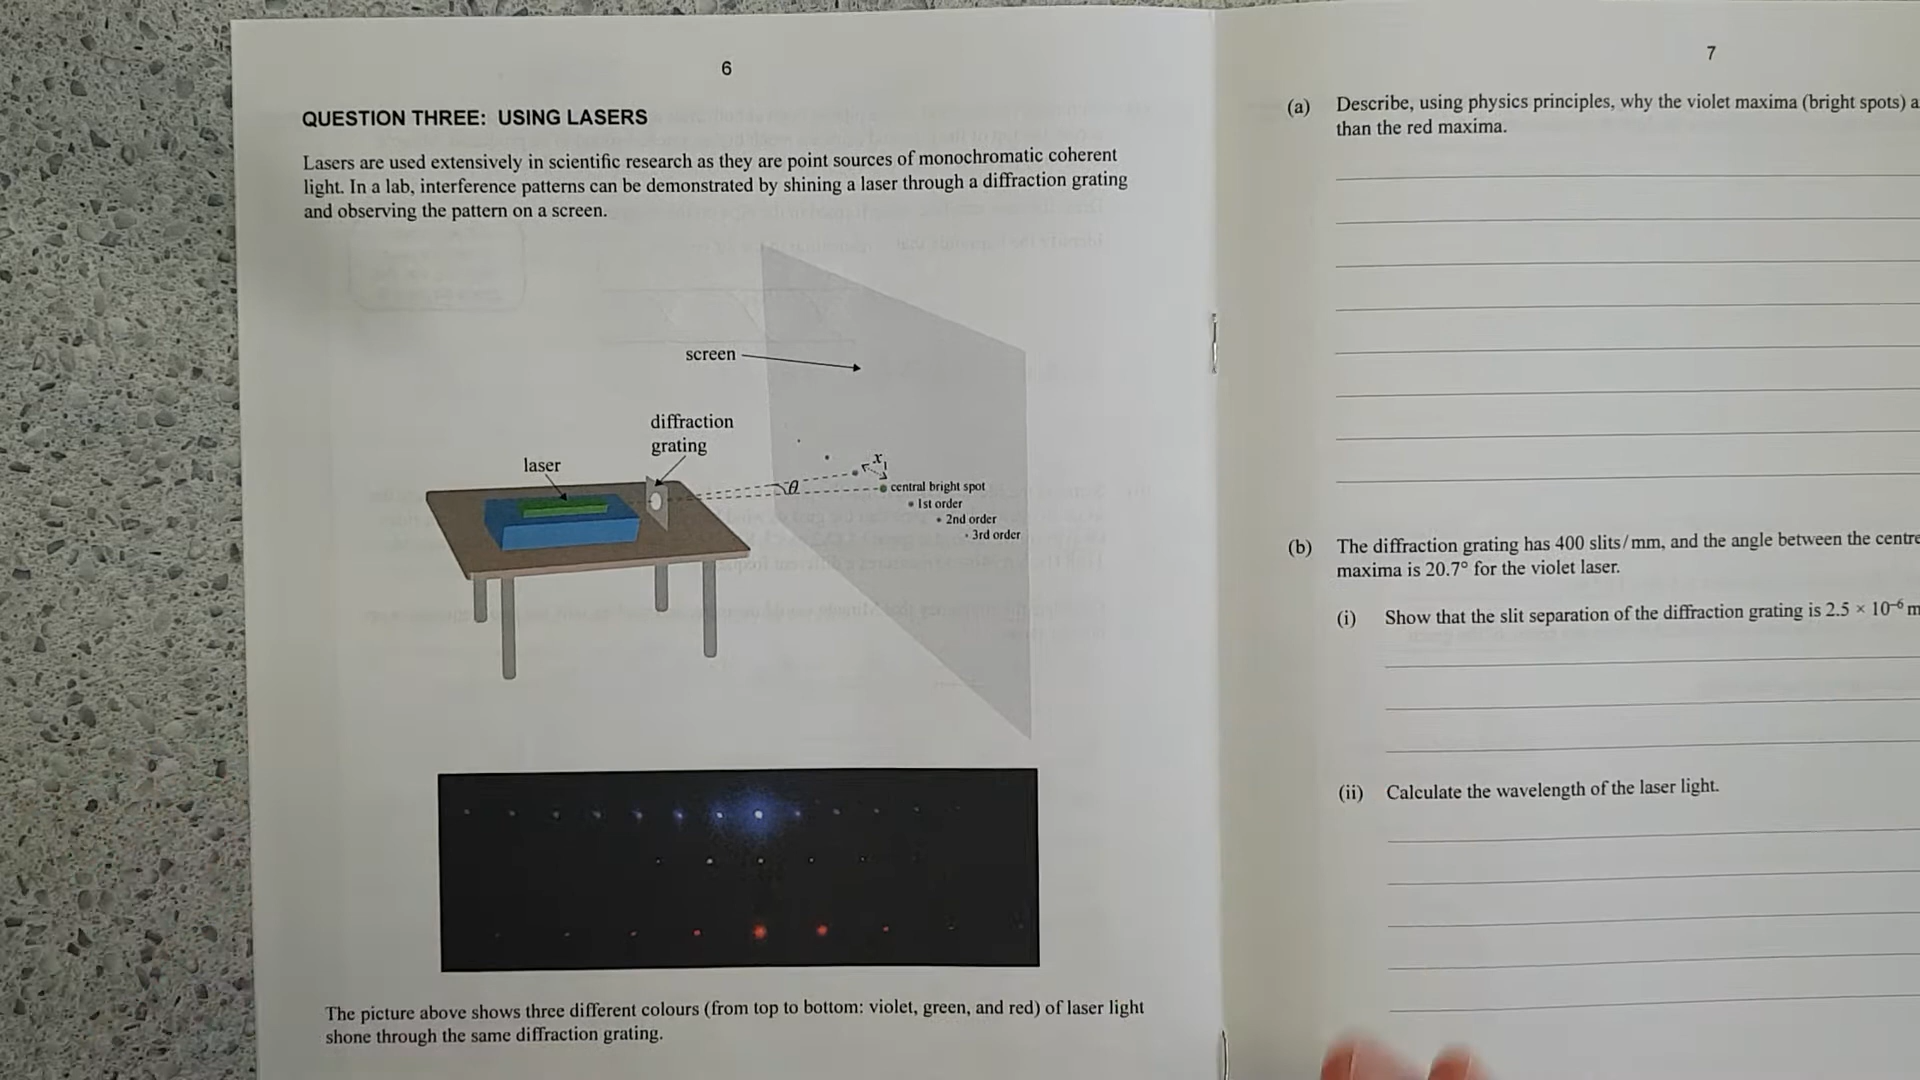 6
QUESTION THREE: USING LASERS
Lasers are used extensively in scientific research as they are point sources of monochromatic coherent
light. In a lab, interference patterns can be demonstrated by shining a laser through a diffraction grating
and observing the pattern on a screen.
screen
diffraction
grating
laser
x
θ
central bright spot
1st order
2nd order
3rd order
The picture above shows three different colours (from top to bottom: violet, green, and red) of laser light
shone through the same diffraction grating.
7
(a) Describe, using physics principles, why the violet maxima (bright spots) a
than the red maxima.
(b) The diffraction grating has 400 slits/mm, and the angle between the centre
maxima is 20.7° for the violet laser.
(i) Show that the slit separation of the diffraction grating is 2.5 × 10⁻⁶ m
(ii) Calculate the wavelength of the laser light.